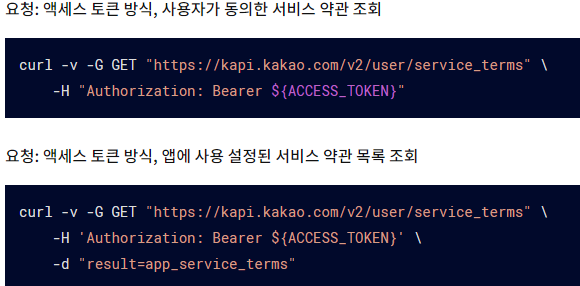 요청: 액세스 토큰 방식, 사용자가 동의한 서비스 약관 조회
curl -v -G GET "https://kapi.kakao.com/v2/user/service_terms" \
-H "Authorization: Bearer ${ACCESS_TOKEN}"
요청: 액세스 토큰 방식, 앱에 사용 설정된 서비스 약관 목록 조회
curl -v -G GET "https://kapi.kakao.com/v2/user/service_terms" \
-H 'Authorization: Bearer ${ACCESS_TOKEN}' \
-d "result=app_service_terms"